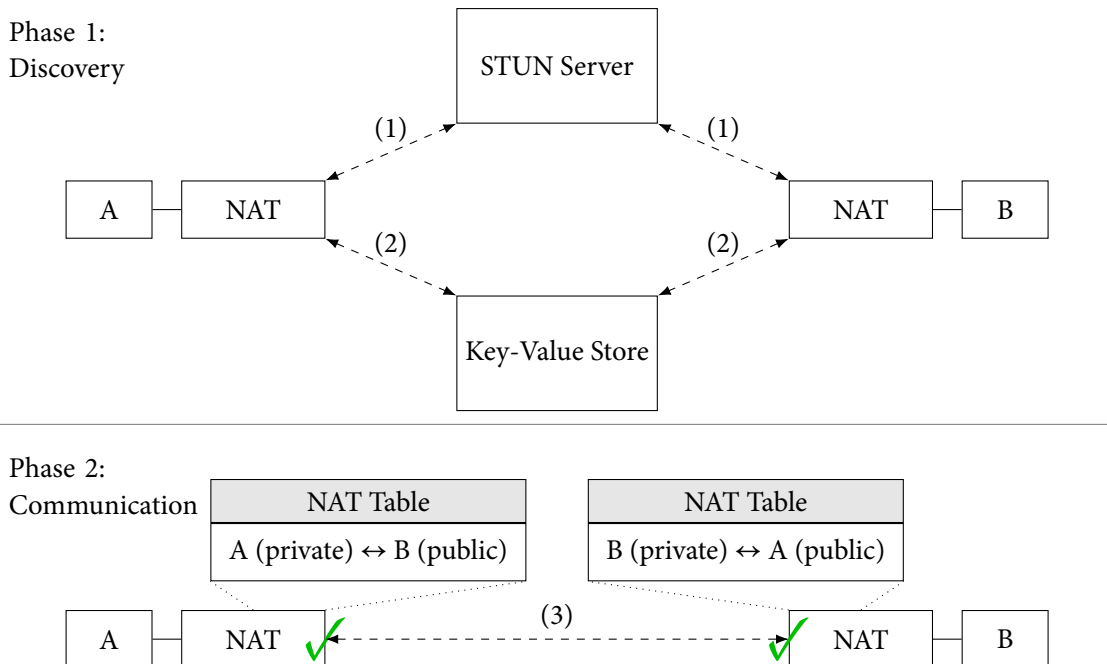 Phase 1:
Discovery
STUN Server
(1)
(1)
A
NAT
NAT
B
(2)
(2)
Key-Value Store
Phase 2:
Communication
NAT Table
NAT Table
A (private) ↔ B (public)
B (private) ↔ A (public)
A
NAT
(3)
NAT
B